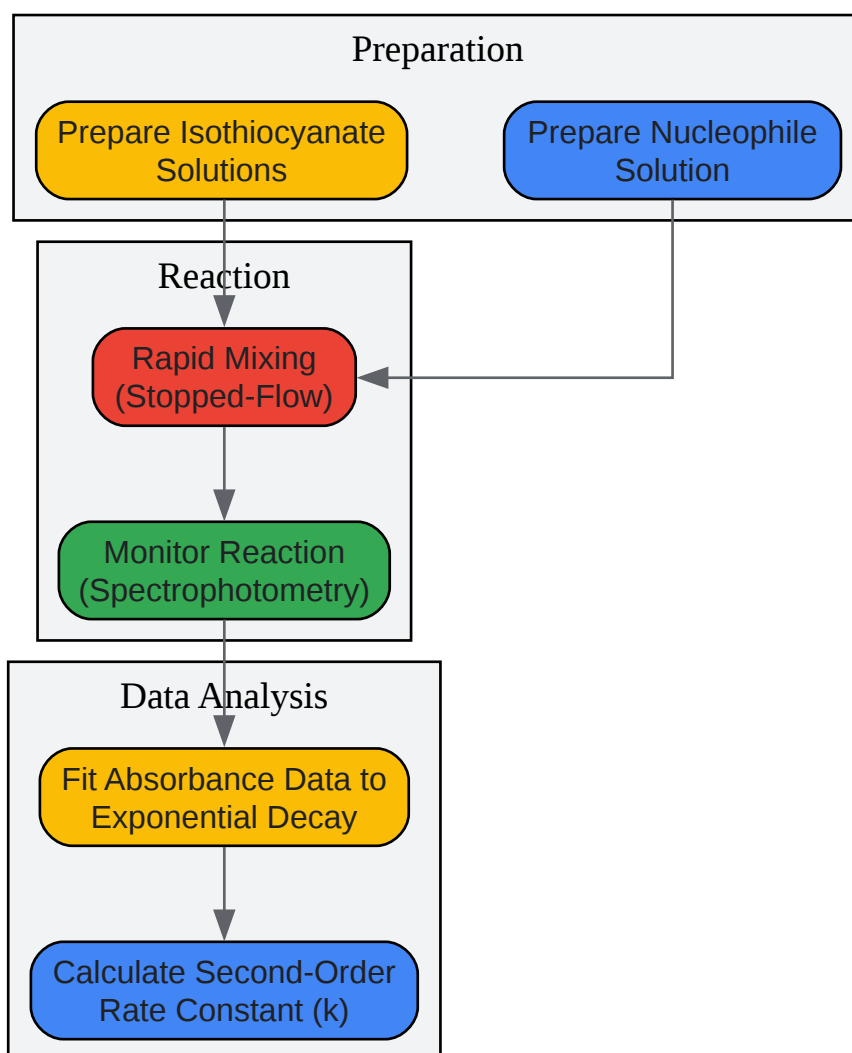 Preparation
Prepare Isothiocyanate
Solutions
Prepare Nucleophile
Solution
Reaction
Rapid Mixing
(Stopped-Flow)
Monitor Reaction
(Spectrophotometry)
Data Analysis
Fit Absorbance Data to
Exponential Decay
Calculate Second-Order
Rate Constant (k)